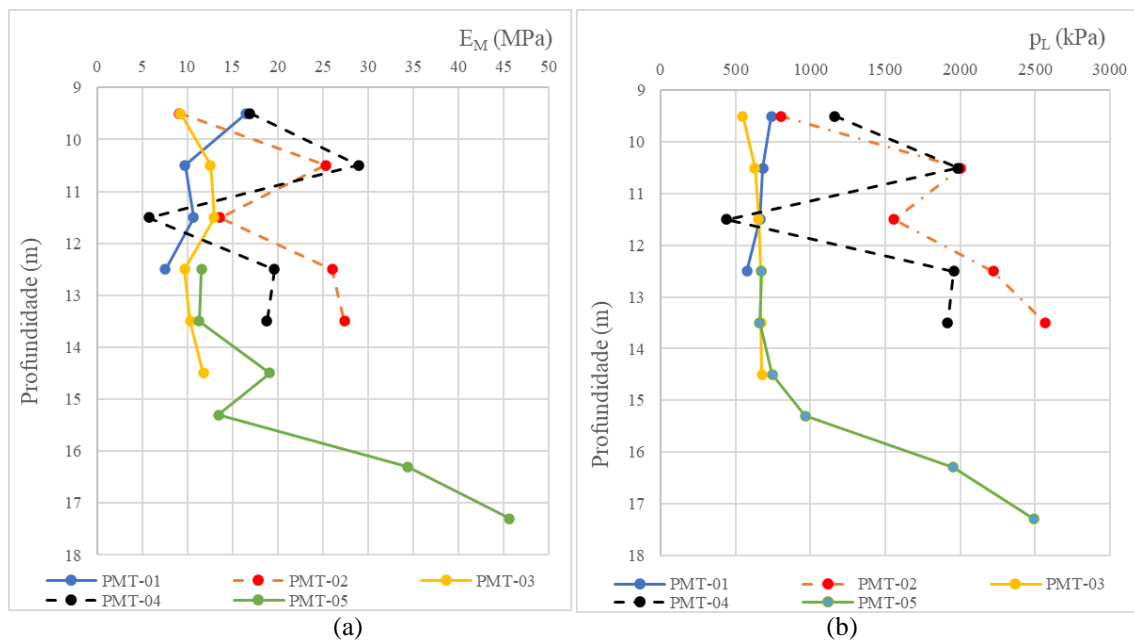 E_M (MPa)
0 5 10 15 20 25 30 35 40 45 50
9
10
11
12
13
14
15
16
17
18
Profundidade (m)
PMT-01 PMT-02 PMT-03
PMT-04 PMT-05
(a)
p_L (kPa)
0 500 1000 1500 2000 2500 3000
9
10
11
12
13
14
15
16
17
18
Profundidade (m)
PMT-01 PMT-02 PMT-03
PMT-04 PMT-05
(b)